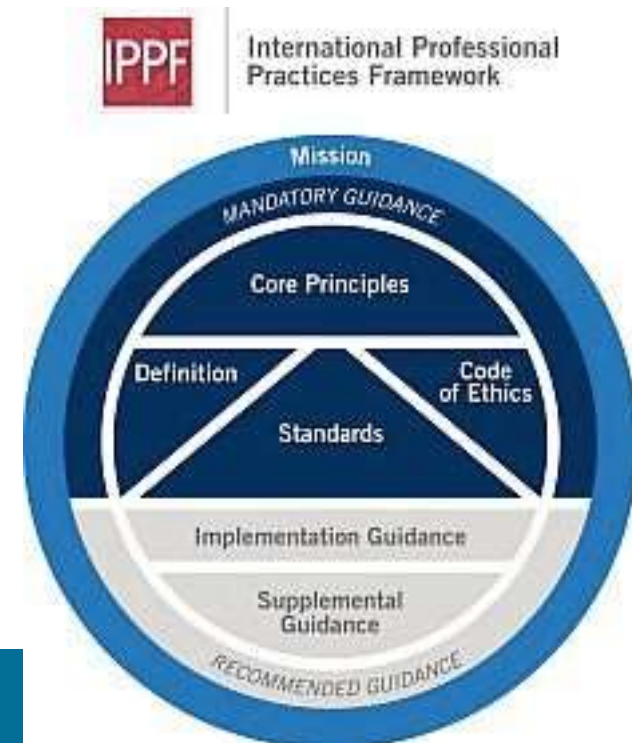 IPPF
International Professional
Practices Framework
Mission
MANDATORY GUIDANCE
Core Principles
Definition
Code
of Ethics
Standards
Implementation Guidance
Supplemental
Guidance
RECOMMENDED GUIDANCE